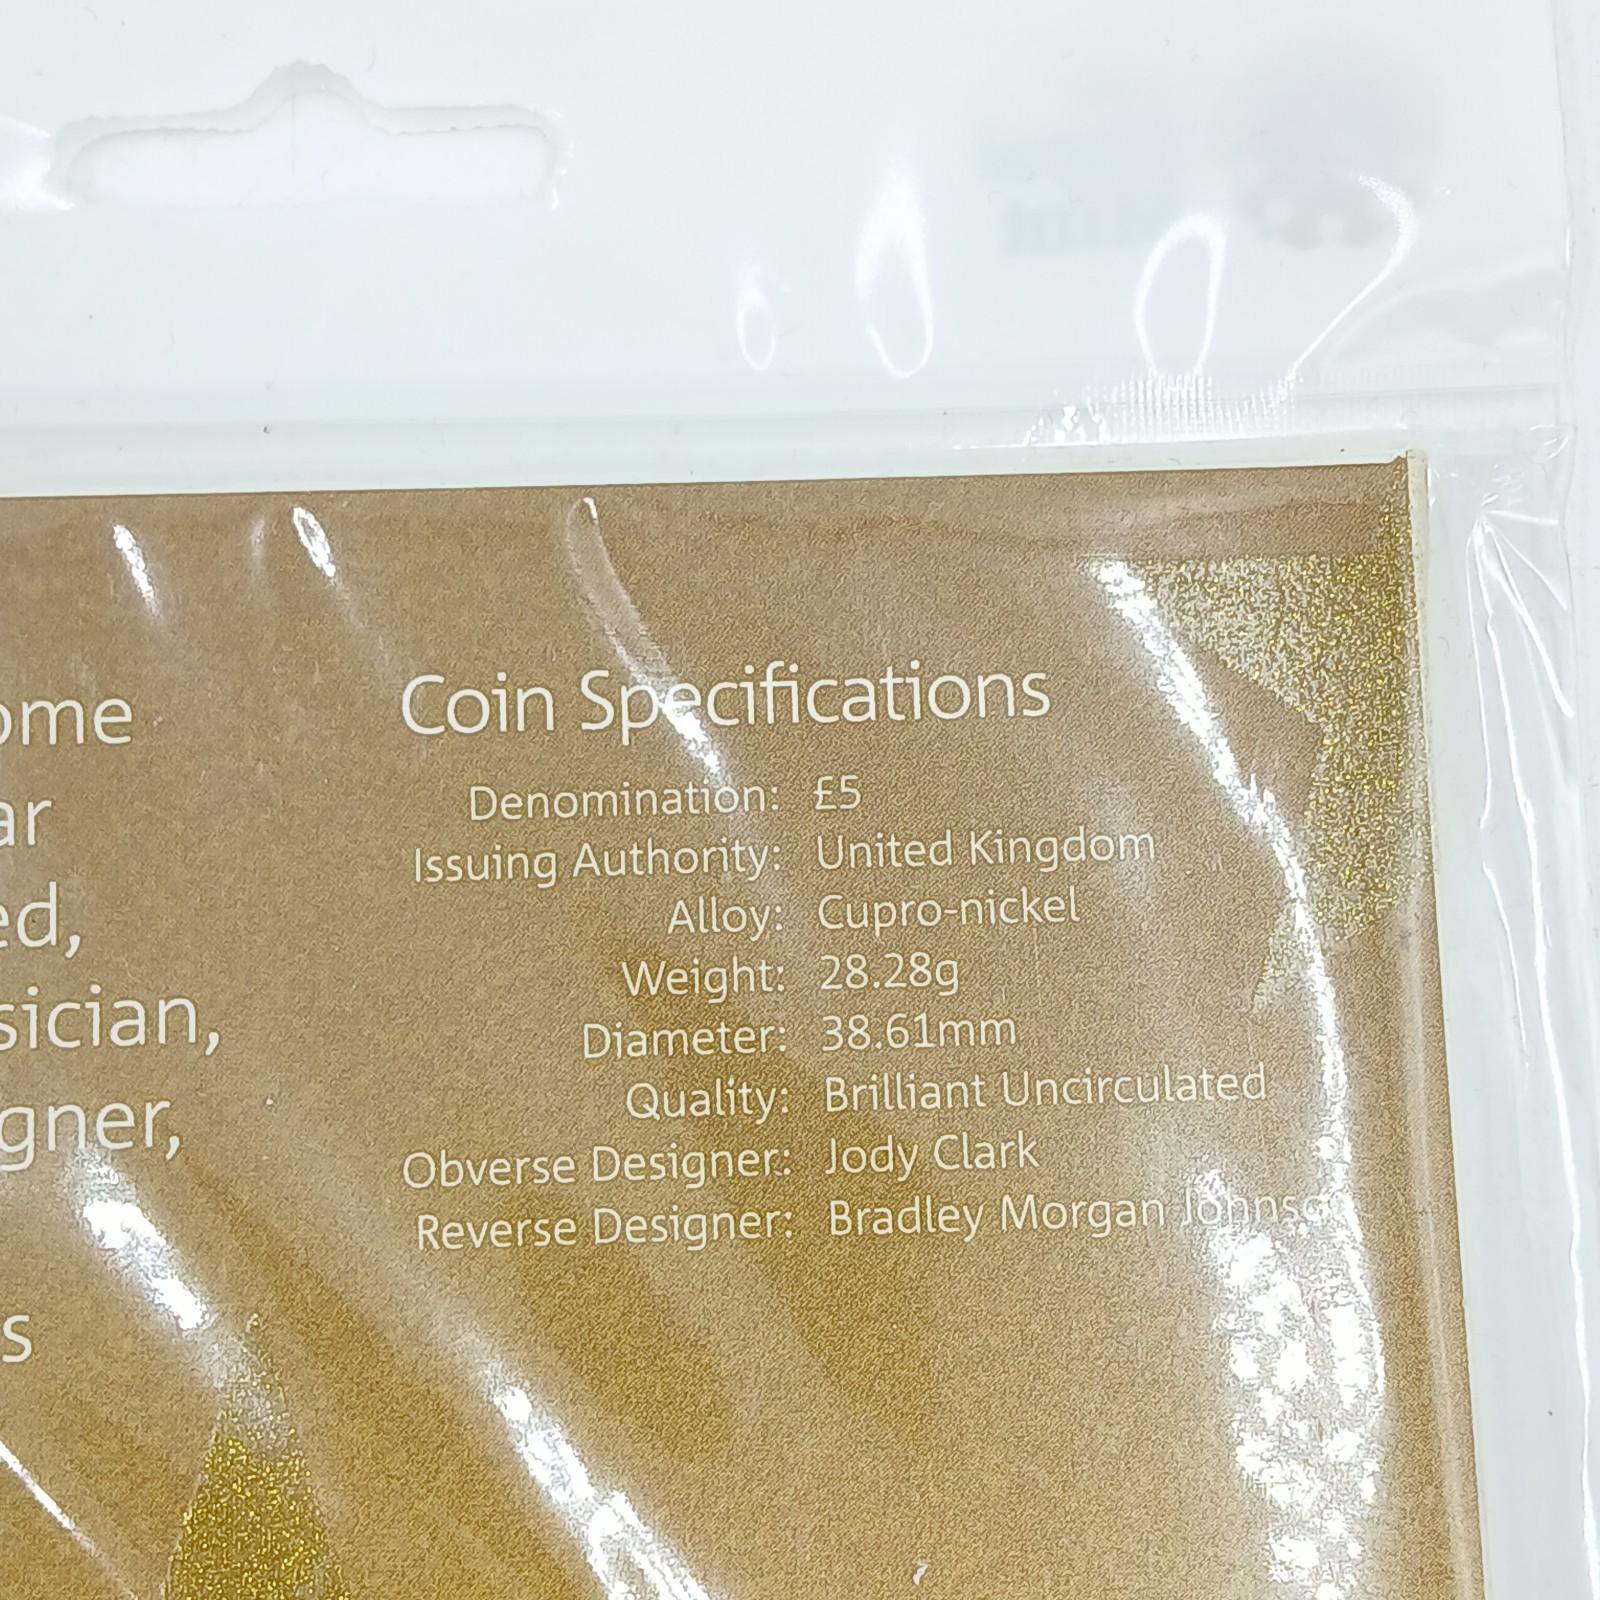 ome
ar
ed,
sician,
gner,
s
Coin Specifications
Denomination: £5
Issuing Authority: United Kingdom
Alloy: Cupro-nickel
Weight: 28.28g
Diameter: 38.61mm
Quality: Brilliant Uncirculated
Obverse Designer: Jody Clark
Reverse Designer: Bradley Morgan Johnson